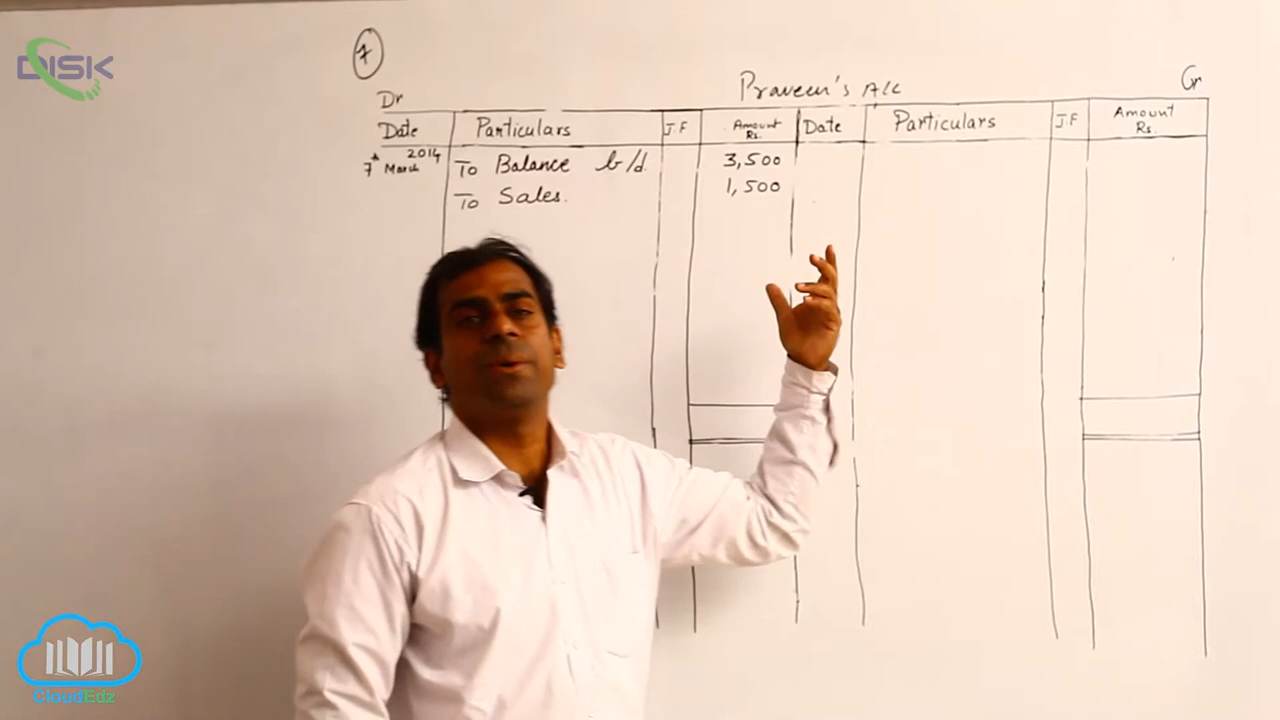 DISK
7
Praveen's A/c
Dr
Cr
Date Particulars J.F Amount Rs. Date Particulars J.F Amount Rs.
7th March 2014 To Balance b/d. 3,500
To Sales. 1,500
CloudEdz